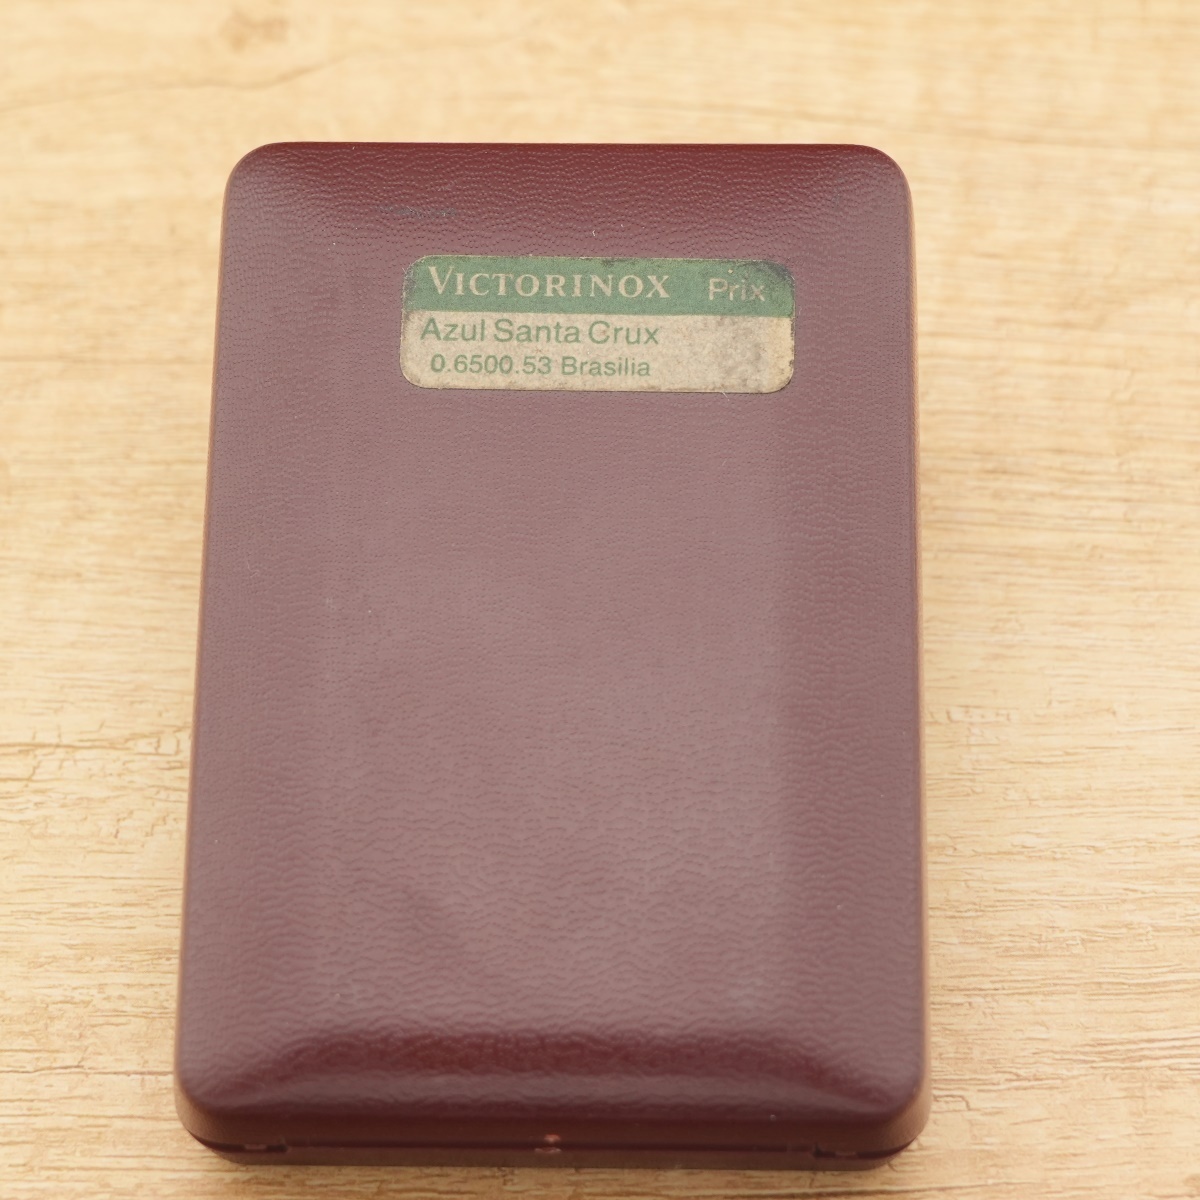 VICTORINOX Prix
Azul Santa Crux
0.6500.53 Brasilia